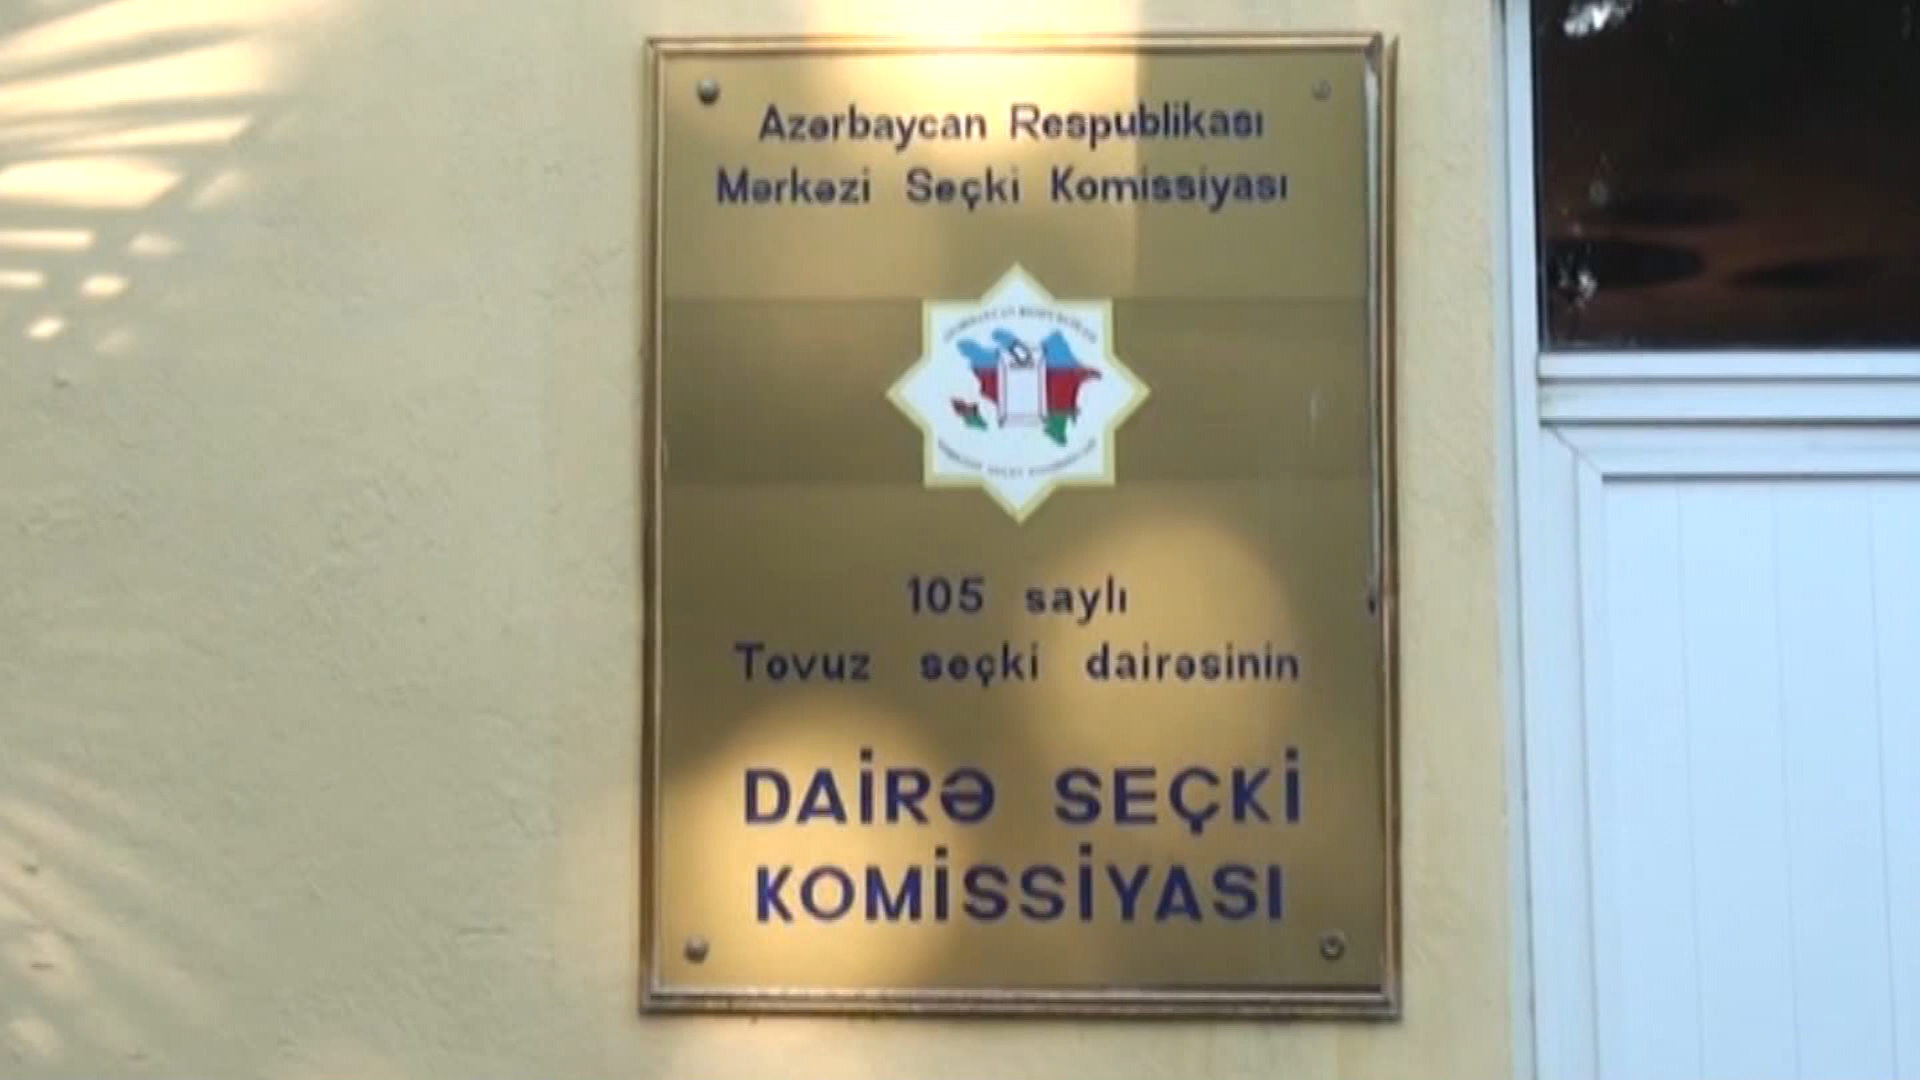 Azərbaycan Respublikası
Mərkəzi Seçki Komissiyası
105 saylı
Tovuz seçki dairəsinin
DAİRƏ SEÇKİ
KOMİSSİYASI